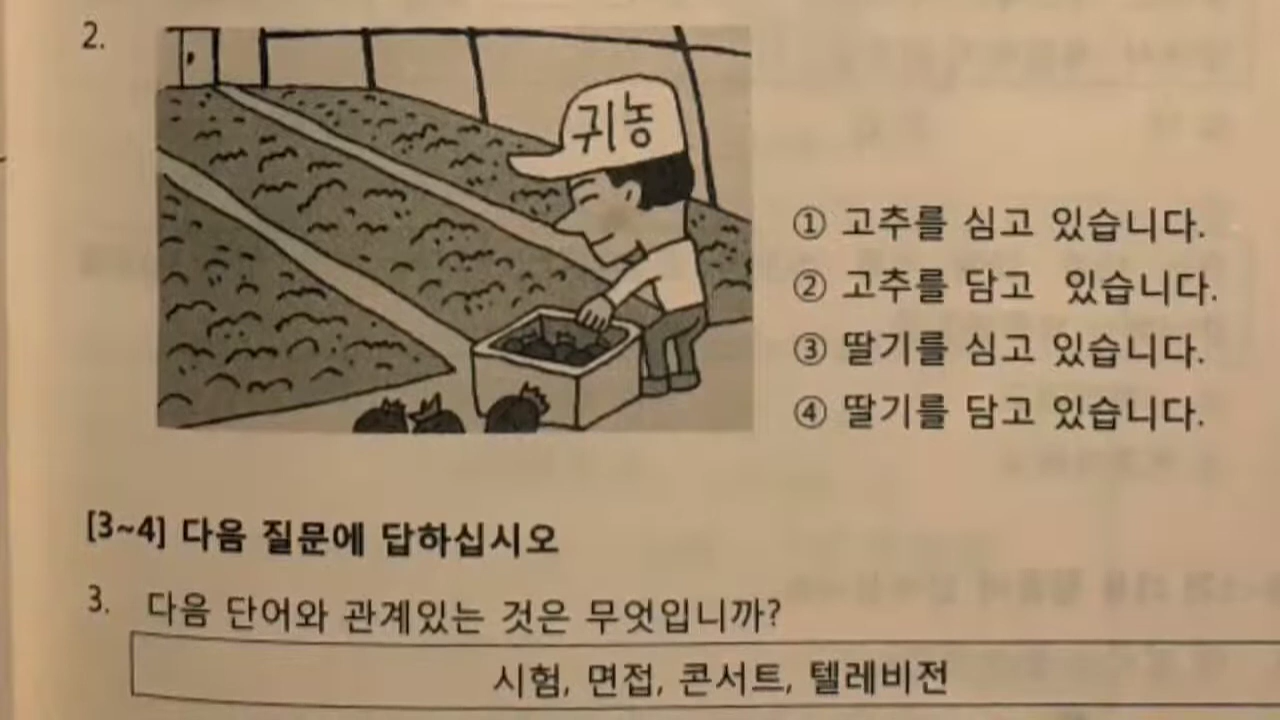 2.
귀농
① 고추를 심고 있습니다.
② 고추를 담고 있습니다.
③ 딸기를 심고 있습니다.
④ 딸기를 담고 있습니다.
[3~4] 다음 질문에 답하십시오
3. 다음 단어와 관계있는 것은 무엇입니까?
시험, 면접, 콘서트, 텔레비전